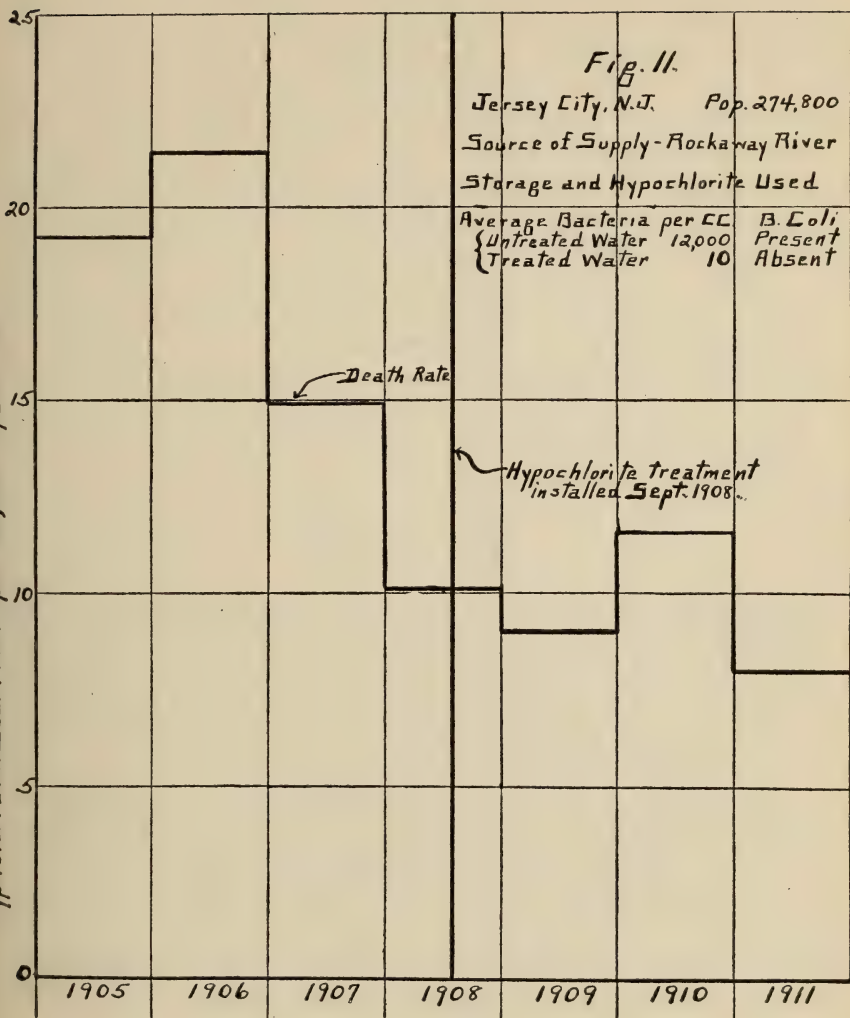 25
Fig. 11.
Jersey City, N.J. Pop. 274,800
Source of Supply - Rockaway River
Storage and Hypochlorite Used
Average Bacteria per CC B. Coli
{Untreated Water 12,000 Present
{Treated Water 10 Absent
20
Death Rate
15
Hypochlorite treatment
installed Sept. 1908.
10
5
0
1905 1906 1907 1908 1909 1910 1911